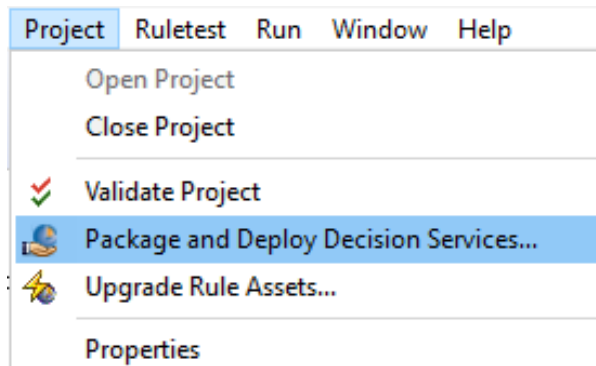 Project Ruletest Run Window Help
Open Project
Close Project
Validate Project
Package and Deploy Decision Services...
Upgrade Rule Assets...
Properties